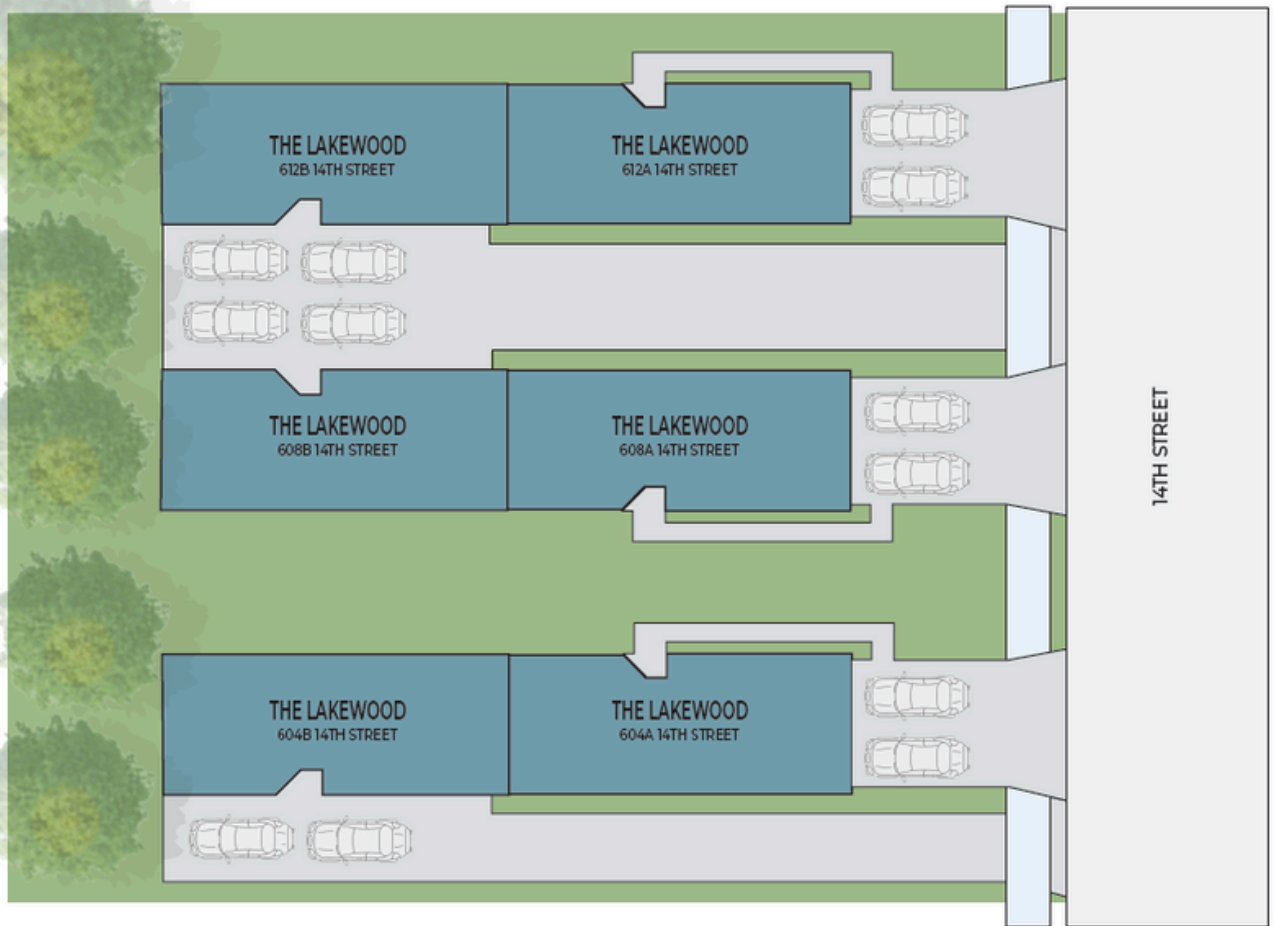 THE LAKEWOOD
612B 14TH STREET
THE LAKEWOOD
612A 14TH STREET
THE LAKEWOOD
608B 14TH STREET
THE LAKEWOOD
608A 14TH STREET
14TH STREET
THE LAKEWOOD
604B 14TH STREET
THE LAKEWOOD
604A 14TH STREET